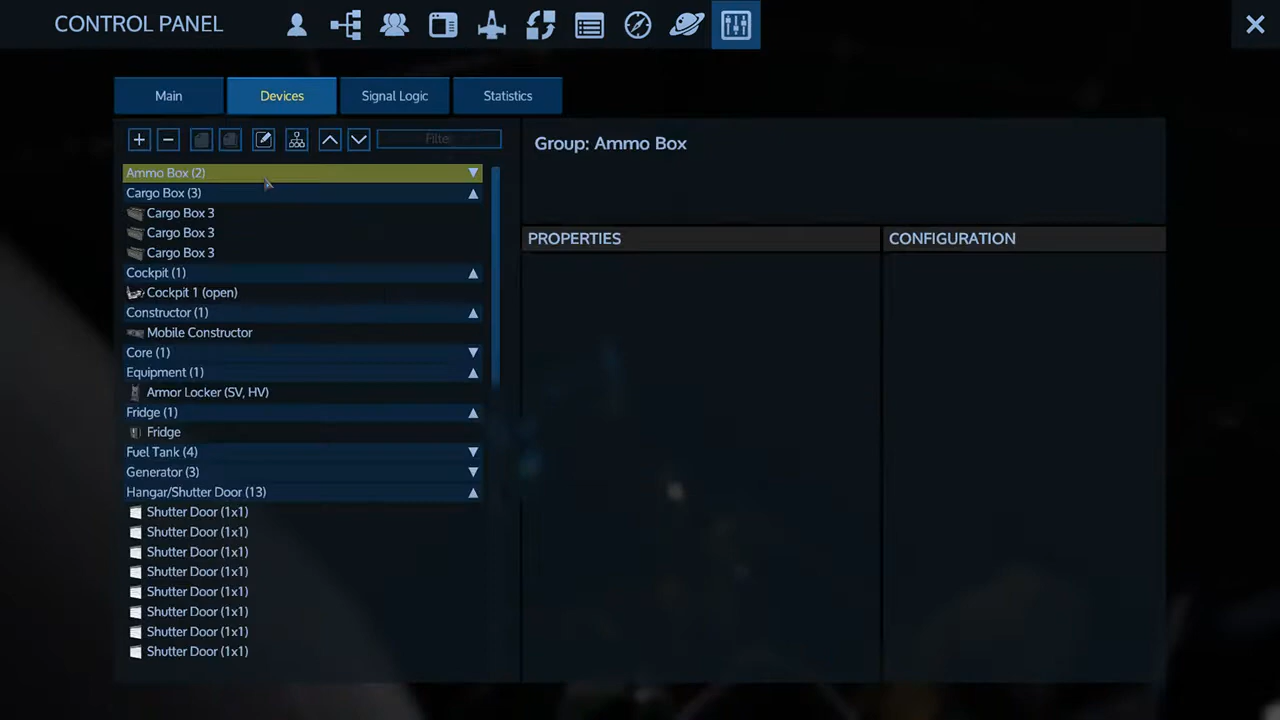 CONTROL PANEL
Main
Devices
Signal Logic
Statistics
Filte
Group: Ammo Box
Ammo Box (2)
Cargo Box (3)
Cargo Box 3
Cargo Box 3
Cargo Box 3
Cockpit (1)
Cockpit 1 (open)
Constructor (1)
Mobile Constructor
Core (1)
Equipment (1)
Armor Locker (SV, HV)
Fridge (1)
Fridge
Fuel Tank (4)
Generator (3)
Hangar/Shutter Door (13)
Shutter Door (1x1)
Shutter Door (1x1)
Shutter Door (1x1)
Shutter Door (1x1)
Shutter Door (1x1)
Shutter Door (1x1)
Shutter Door (1x1)
Shutter Door (1x1)
PROPERTIES
CONFIGURATION